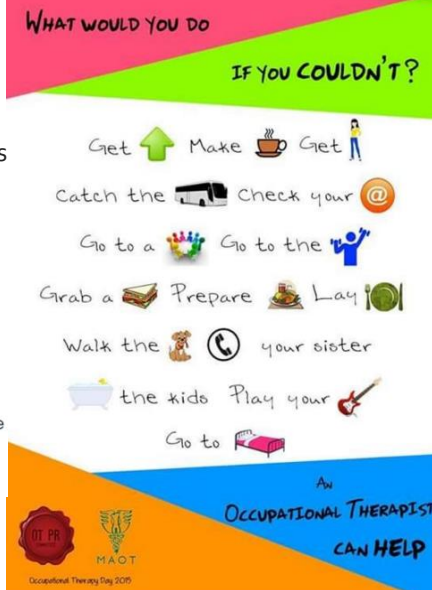 WHAT WOULD YOU DO
IF YOU COULDN'T?
Get Make Get
Catch the Check your @
Go to a Go to the
Grab a Prepare Lay
Walk the your sister
the kids Play your
Go to
AN
OCCUPATIONAL THERAPIST
CAN HELP
OT PR
MAOT
Occupational Therapy Day 2015